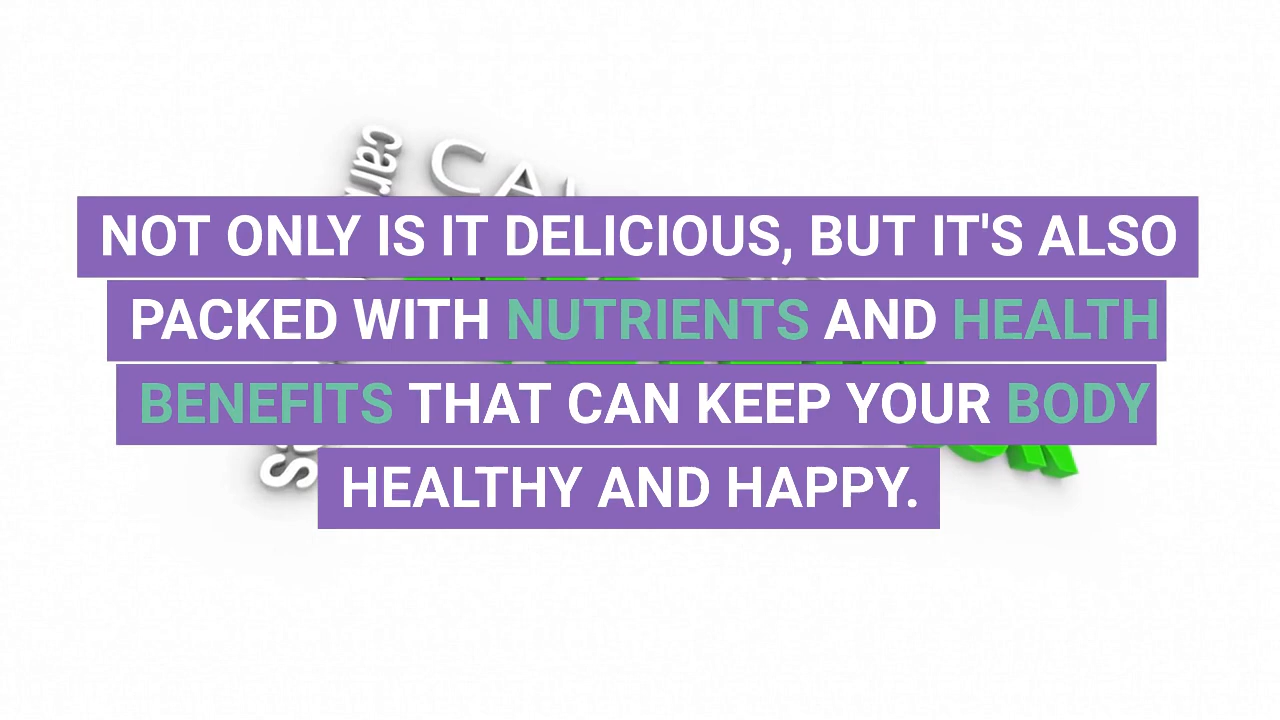 NOT ONLY IS IT DELICIOUS, BUT IT'S ALSO
PACKED WITH NUTRIENTS AND HEALTH
BENEFITS THAT CAN KEEP YOUR BODY
HEALTHY AND HAPPY.